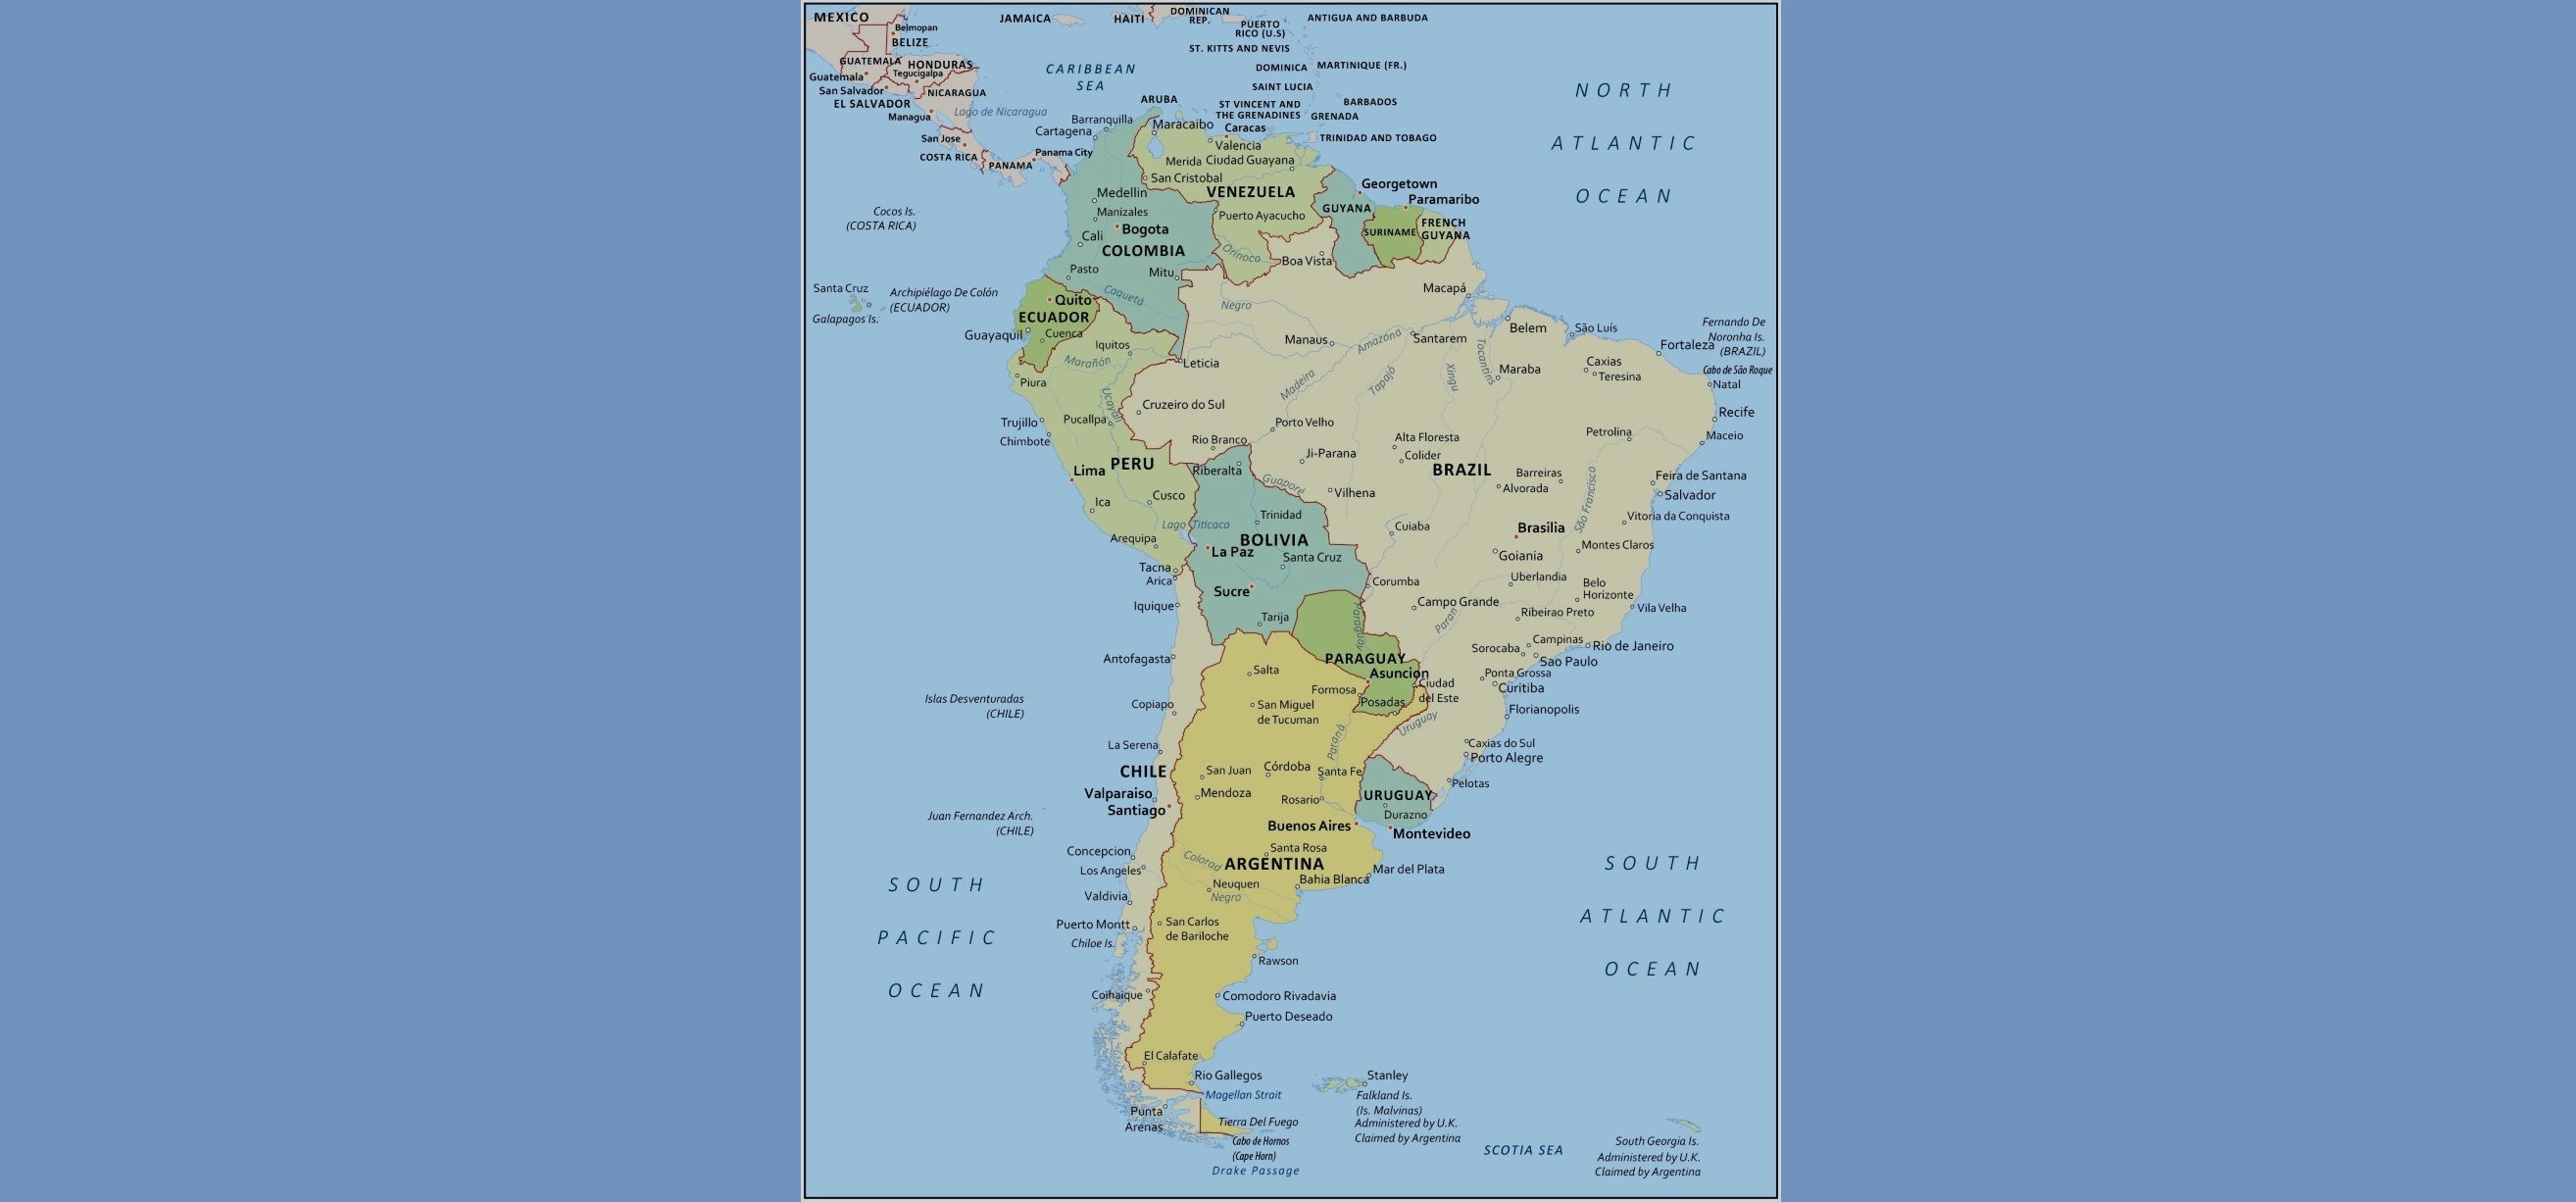 MEXICO
JAMAICA
HAITI
DOMINICAN
REP.
PUERTO
RICO (U.S)
ANTIGUA AND BARBUDA
Belmopan
BELIZE
ST. KITTS AND NEVIS
GUATEMALA
HONDURAS
Guatemala
Tegucigalpa
CARIBBEAN
SEA
DOMINICA
MARTINIQUE (FR.)
San Salvador
EL SALVADOR
NICARAGUA
SAINT LUCIA
Managua
Lago de Nicaragua
ARUBA
ST VINCENT AND
THE GRENADINES
BARBADOS
GRENADA
NORTH
ATLANTIC
OCEAN
Barranquilla
Cartagena
Maracaibo
Caracas
TRINIDAD AND TOBAGO
San Jose
COSTA RICA
PANAMA
Panama City
Valencia
Merida
Ciudad Guayana
San Cristobal
VENEZUELA
Georgetown
Paramaribo
Medellin
Manizales
Bogota
Cali
COLOMBIA
Puerto Ayacucho
GUYANA
SURINAME
FRENCH
GUYANA
Cocos Is.
(COSTA RICA)
Orinoco
Boa Vista
Pasto
Mitu
Santa Cruz
Galapagos Is.
Archipiélago De Colón
(ECUADOR)
Quito
ECUADOR
Guayaquil
Cuenca
Caquetá
Negro
Macapá
Iquitos
Marañón
Leticia
Manaus
Amazona
Santarem
Tocantins
Belem
São Luís
Fortaleza
Fernando De
Noronha Is.
(BRAZIL)
Cabo de São Roque
Natal
Piura
Ucayali
Madeira
Tapajó
Xingu
Maraba
Caxias
Teresina
Cruzeiro do Sul
Trujillo
Chimbote
Pucallpa
Porto Velho
Recife
Maceio
Petrolina
Rio Branco
Alta Floresta
Colider
Ji-Parana
BRAZIL
Lima
PERU
Riberalta
Guaporé
Vilhena
Barreiras
Alvorada
São Francisco
Feira de Santana
Salvador
Ica
Cusco
Lago Titicaca
Trinidad
Cuiaba
Brasilia
Vitoria da Conquista
Arequipa
La Paz
BOLIVIA
Santa Cruz
Goiania
Montes Claros
Tacna
Arica
Sucre
Corumba
Uberlandia
Belo
Horizonte
Iquique
Tarija
Paraguay
Campo Grande
Paran
Ribeirao Preto
Vila Velha
Antofagasta
Salta
PARAGUAY
Asuncion
Sorocaba
Campinas
Rio de Janeiro
Sao Paulo
Ponta Grossa
Curitiba
Islas Desventuradas
(CHILE)
Copiapo
San Miguel
de Tucuman
Formosa
Posadas
Ciudad
del Este
Florianopolis
Paraná
Uruguay
La Serena
Caxias do Sul
Porto Alegre
CHILE
San Juan
Córdoba
Santa Fe
Pelotas
Valparaiso
Santiago
Mendoza
Rosario
URUGUAY
Durazno
Juan Fernandez Arch.
(CHILE)
Buenos Aires
Montevideo
Concepcion
Los Angeles
Colorad
Santa Rosa
ARGENTINA
Mar del Plata
Bahia Blanca
Neuquen
Negro
Valdivia
SOUTH
PACIFIC
OCEAN
SOUTH
ATLANTIC
OCEAN
Puerto Montt
Chiloe Is.
San Carlos
de Bariloche
Rawson
Coihaique
Comodoro Rivadavia
Puerto Deseado
El Calafate
Rio Gallegos
Magellan Strait
Stanley
Falkland Is.
(Is. Malvinas)
Administered by U.K.
Claimed by Argentina
Punta
Arenas
Tierra Del Fuego
Cabo de Hornos
(Cape Horn)
Drake Passage
SCOTIA SEA
South Georgia Is.
Administered by U.K.
Claimed by Argentina